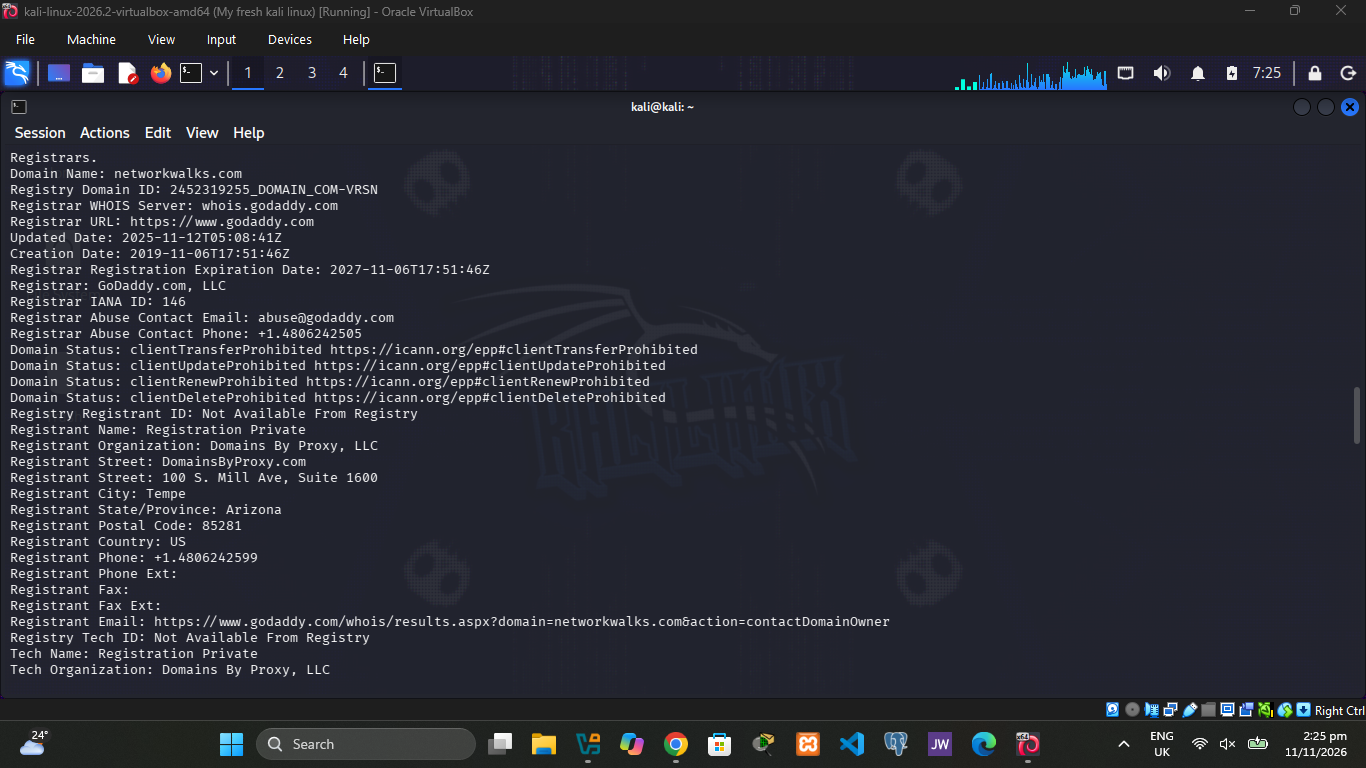 kali-linux-2026.2-virtualbox-amd64 (My fresh kali linux) [Running] - Oracle VirtualBox
File Machine View Input Devices Help
1 2 3 4 7:25
kali@kali: ~
Session Actions Edit View Help
Registrars.
Domain Name: networkwalks.com
Registry Domain ID: 2452319255_DOMAIN_COM-VRSN
Registrar WHOIS Server: whois.godaddy.com
Registrar URL: https://www.godaddy.com
Updated Date: 2025-11-12T05:08:41Z
Creation Date: 2019-11-06T17:51:46Z
Registrar Registration Expiration Date: 2027-11-06T17:51:46Z
Registrar: GoDaddy.com, LLC
Registrar IANA ID: 146
Registrar Abuse Contact Email: abuse@godaddy.com
Registrar Abuse Contact Phone: +1.4806242505
Domain Status: clientTransferProhibited https://icann.org/epp#clientTransferProhibited
Domain Status: clientUpdateProhibited https://icann.org/epp#clientUpdateProhibited
Domain Status: clientRenewProhibited https://icann.org/epp#clientRenewProhibited
Domain Status: clientDeleteProhibited https://icann.org/epp#clientDeleteProhibited
Registry Registrant ID: Not Available From Registry
Registrant Name: Registration Private
Registrant Organization: Domains By Proxy, LLC
Registrant Street: DomainsByProxy.com
Registrant Street: 100 S. Mill Ave, Suite 1600
Registrant City: Tempe
Registrant State/Province: Arizona
Registrant Postal Code: 85281
Registrant Country: US
Registrant Phone: +1.4806242599
Registrant Phone Ext:
Registrant Fax:
Registrant Fax Ext:
Registrant Email: https://www.godaddy.com/whois/results.aspx?domain=networkwalks.com&action=contactDomainOwner
Registry Tech ID: Not Available From Registry
Tech Name: Registration Private
Tech Organization: Domains By Proxy, LLC
KALI LINUX
Right Ctrl
24°
Search
JW
ENG
UK
2:25 pm
11/11/2026